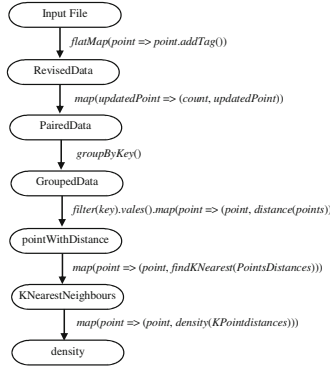 Input File
flatMap(point => point.addTag())
RevisedData
map(updatedPoint => (count, updatedPoint))
PairedData
groupByKey()
GroupedData
filter(key).vales().map(point => (point, distance(points))
pointWithDistance
map(point => (point, findKNearest(PointsDistances)))
KNearestNeighbours
map(point => (point, density(KPointdistances)))
density